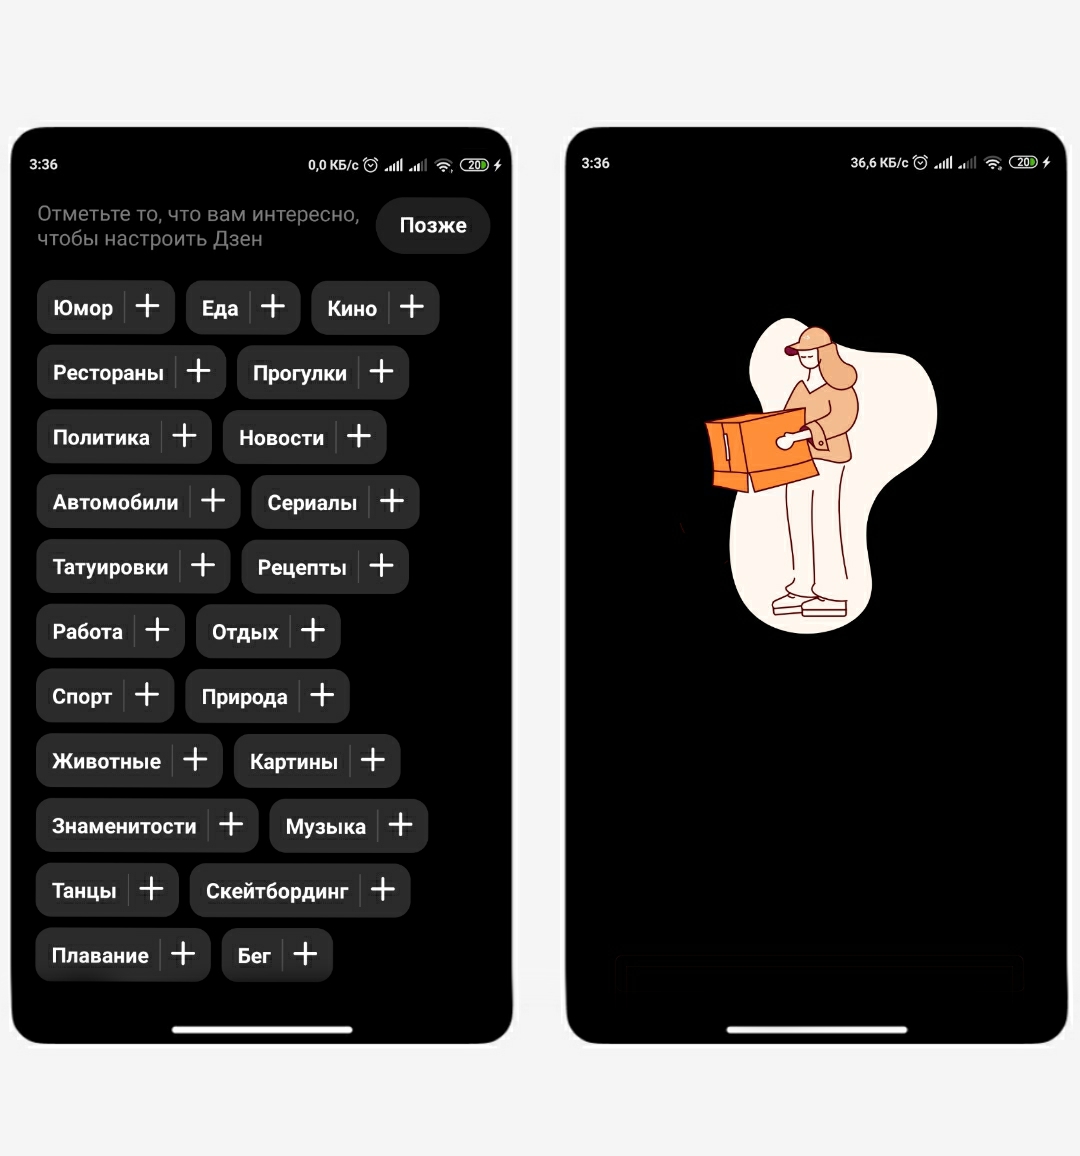 3:36
0,0 КБ/с
20
Отметьте то, что вам интересно,
чтобы настроить Дзен
Позже
Юмор
Еда
Кино
Рестораны
Прогулки
Политика
Новости
Автомобили
Сериалы
Татуировки
Рецепты
Работа
Отдых
Спорт
Природа
Животные
Картины
Знаменитости
Музыка
Танцы
Скейтбординг
Плавание
Бег
3:36
36,6 КБ/с
20